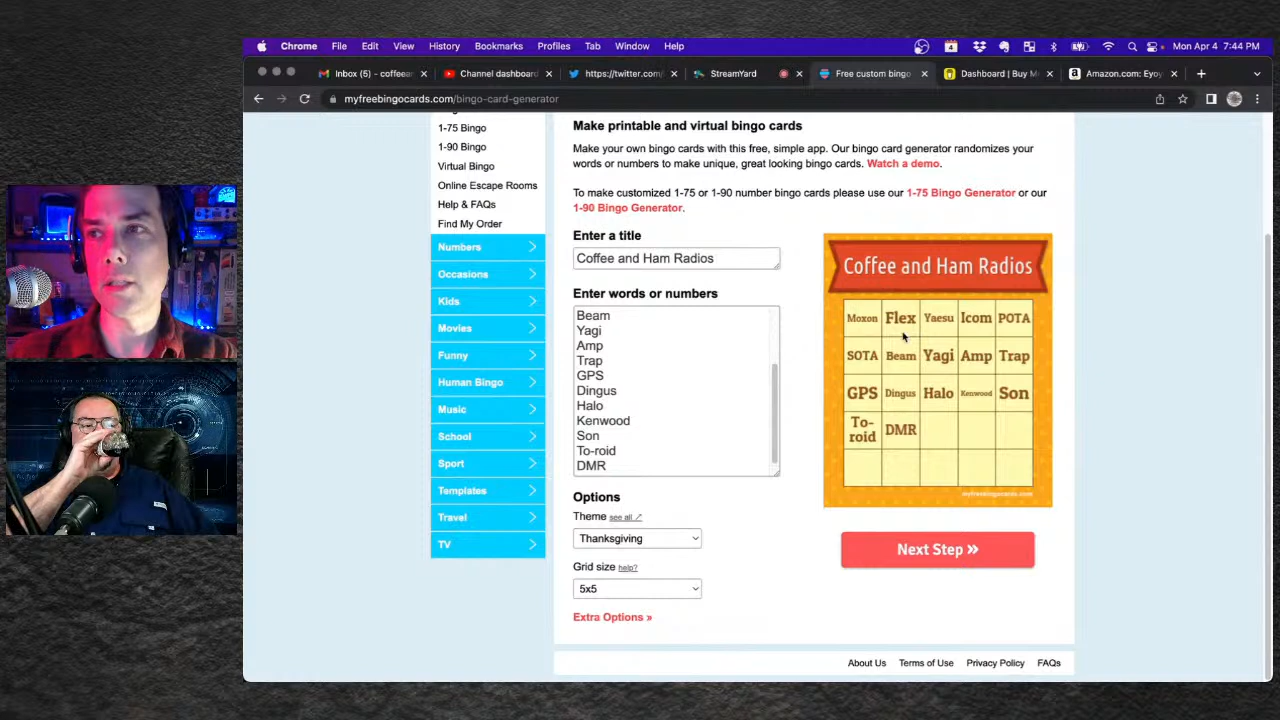 Chrome File Edit View History Bookmarks Profiles Tab Window Help 4 Mon Apr 4 7:44 PM
Inbox (5) - coffeear Channel dashboard https://twitter.com/ StreamYard Free custom bingo Dashboard | Buy M Amazon.com: Eyoy
myfreebingocards.com/bingo-card-generator
1-75 Bingo
1-90 Bingo
Virtual Bingo
Online Escape Rooms
Help & FAQs
Find My Order
Numbers
Occasions
Kids
Movies
Funny
Human Bingo
Music
School
Sport
Templates
Travel
TV
Make printable and virtual bingo cards
Make your own bingo cards with this free, simple app. Our bingo card generator randomizes your
words or numbers to make unique, great looking bingo cards. Watch a demo.
To make customized 1-75 or 1-90 number bingo cards please use our 1-75 Bingo Generator or our
1-90 Bingo Generator.
Enter a title
Coffee and Ham Radios
Enter words or numbers
Beam
Yagi
Amp
Trap
GPS
Dingus
Halo
Kenwood
Son
To-roid
DMR
Options
Theme see all
Thanksgiving
Grid size help?
5x5
Extra Options »
Coffee and Ham Radios
Moxon Flex Yaesu Icom POTA
SOTA Beam Yagi Amp Trap
GPS Dingus Halo Kenwood Son
To-
roid DMR
myfreebingocards.com
Next Step »
About Us Terms of Use Privacy Policy FAQs